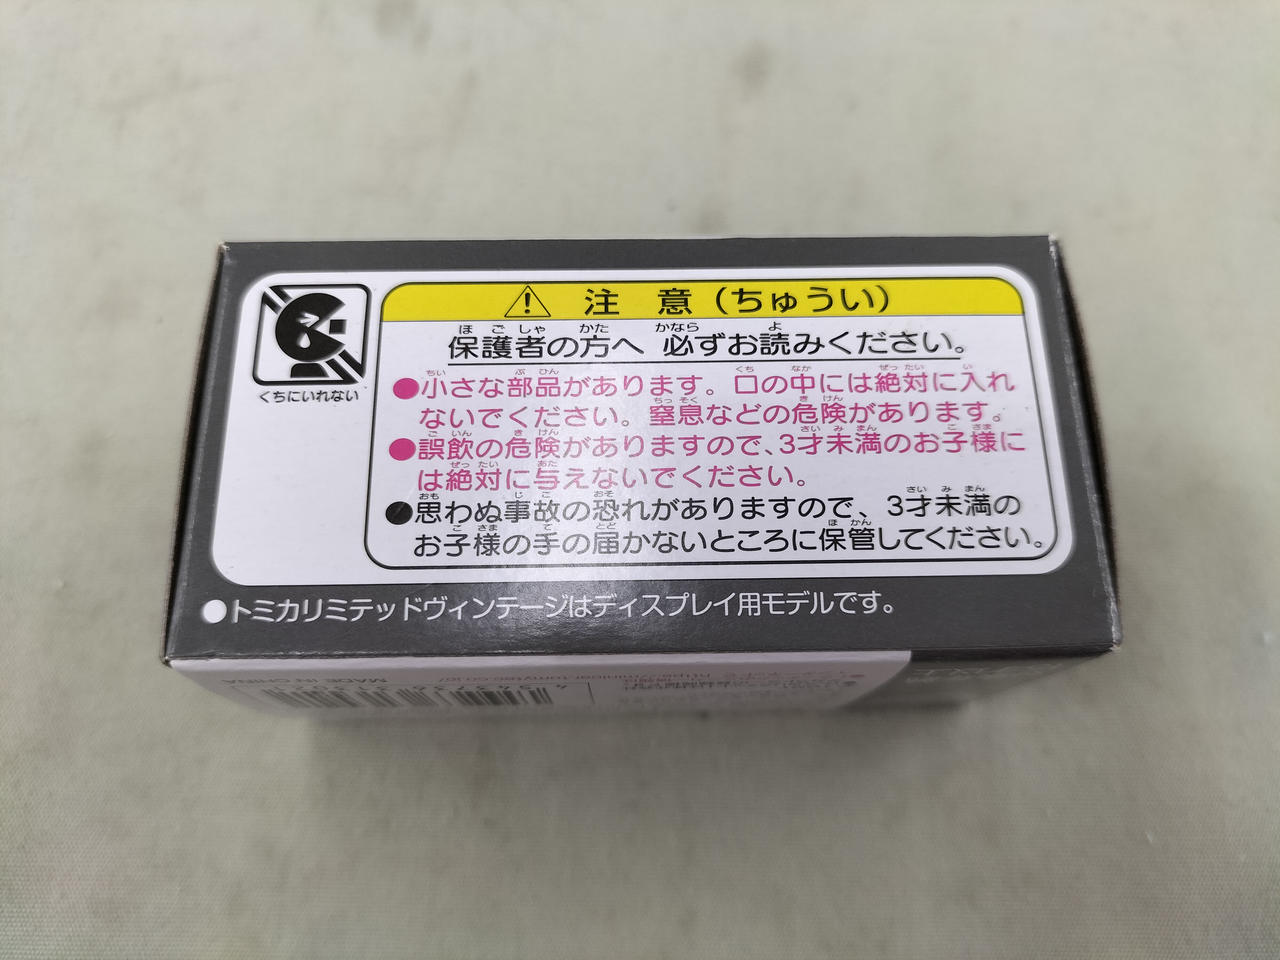 くちにいれない
注 意（ちゅうい）
保護者の方へ 必ずお読みください。
●小さな部品があります。口の中には絶対に入れ
ないでください。窒息などの危険があります。
●誤飲の危険がありますので、3才未満のお子様に
は絶対に与えないでください。
●思わぬ事故の恐れがありますので、3才未満の
お子様の手の届かないところに保管してください。
●トミカリミテッドヴィンテージはディスプレイ用モデルです。
MADE IN CHINA